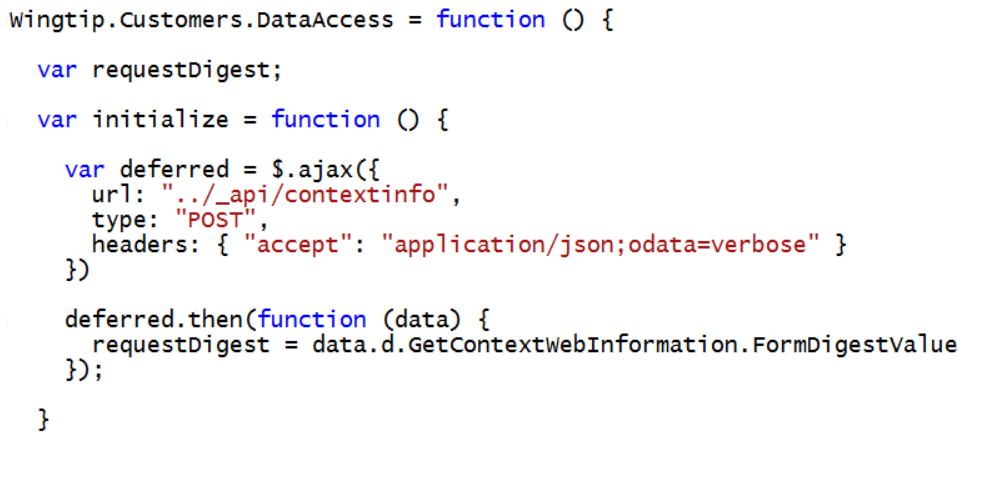 Wingtip.Customers.DataAccess = function () {
var requestDigest;
var initialize = function () {
var deferred = $.ajax({
url: "../_api/contextinfo",
type: "POST",
headers: { "accept": "application/json;odata=verbose" }
})
deferred.then(function (data) {
requestDigest = data.d.GetContextWebInformation.FormDigestValue
});
}